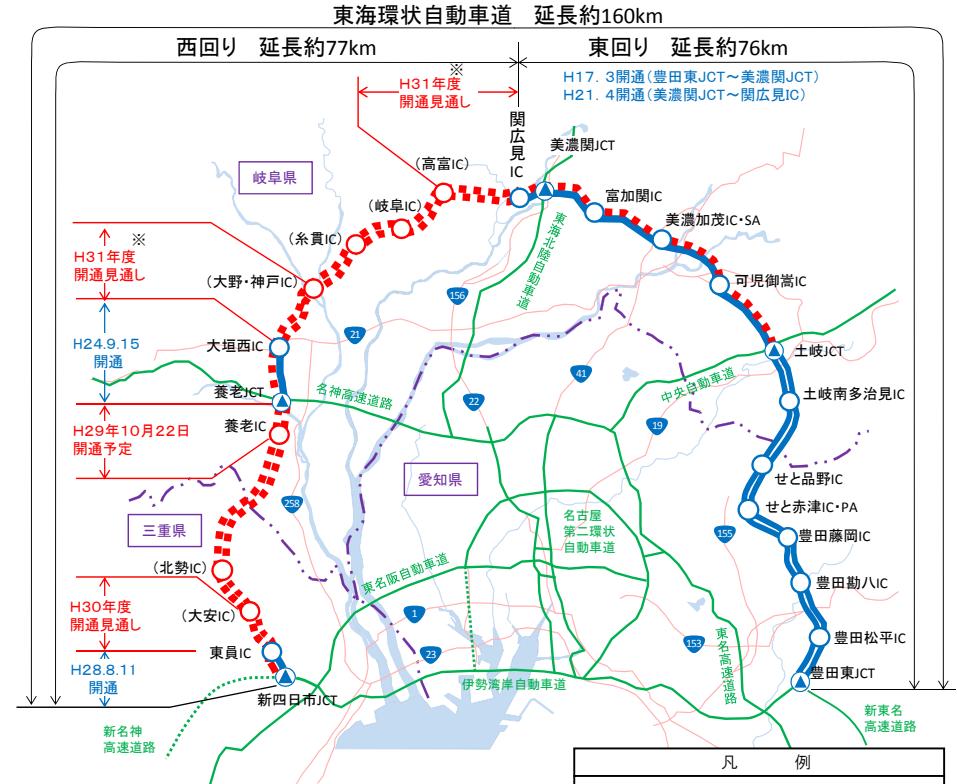 東海環状自動車道 延長約160km
西回り 延長約77km
東回り 延長約76km
※
H31年度
開通見通し
H17.3開通(豊田東JCT～美濃関JCT)
H21.4開通(美濃関JCT～関広見IC)
関広見IC
美濃関JCT
(高富IC)
岐阜県
(岐阜IC)
富加関IC
美濃加茂IC・SA
(糸貫IC)
東海北陸自動車道
※
H31年度
開通見通し
(大野・神戸IC)
可児御嵩IC
156
21
大垣西IC
H24.9.15
開通
土岐JCT
41
中央自動車道
養老JCT
名神高速道路
22
土岐南多治見IC
19
養老IC
H29年10月22日
開通予定
愛知県
せと品野IC
258
三重県
せと赤津IC・PA
名古屋
第二環状
自動車道
155
豊田藤岡IC
(北勢IC)
東名阪自動車道
豊田勘八IC
H30年度
開通見通し
(大安IC)
1
東名高速道路
153
豊田松平IC
東員IC
23
H28.8.11
開通
伊勢湾岸自動車道
豊田東JCT
新四日市JCT
新名神
高速道路
新東名
高速道路
凡 例